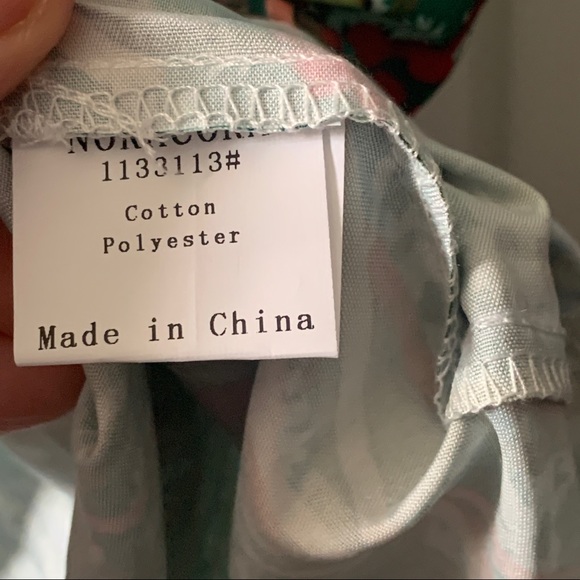 1133113#
Cotton
Polyester
Made in China